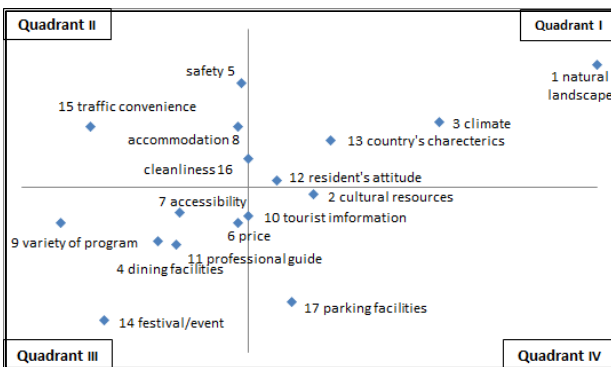 Quadrant II
Quadrant I
safety 5
1 natural
landscape
15 traffic convenience
3 climate
accommodation 8
13 country's charecterics
cleanliness 16
12 resident's attitude
2 cultural resources
7 accessibility
10 tourist imformation
6 price
9 variety of program
11 professional guide
4 dining facilities
17 parking facilities
14 festival/event
Quadrant III
Quadrant IV